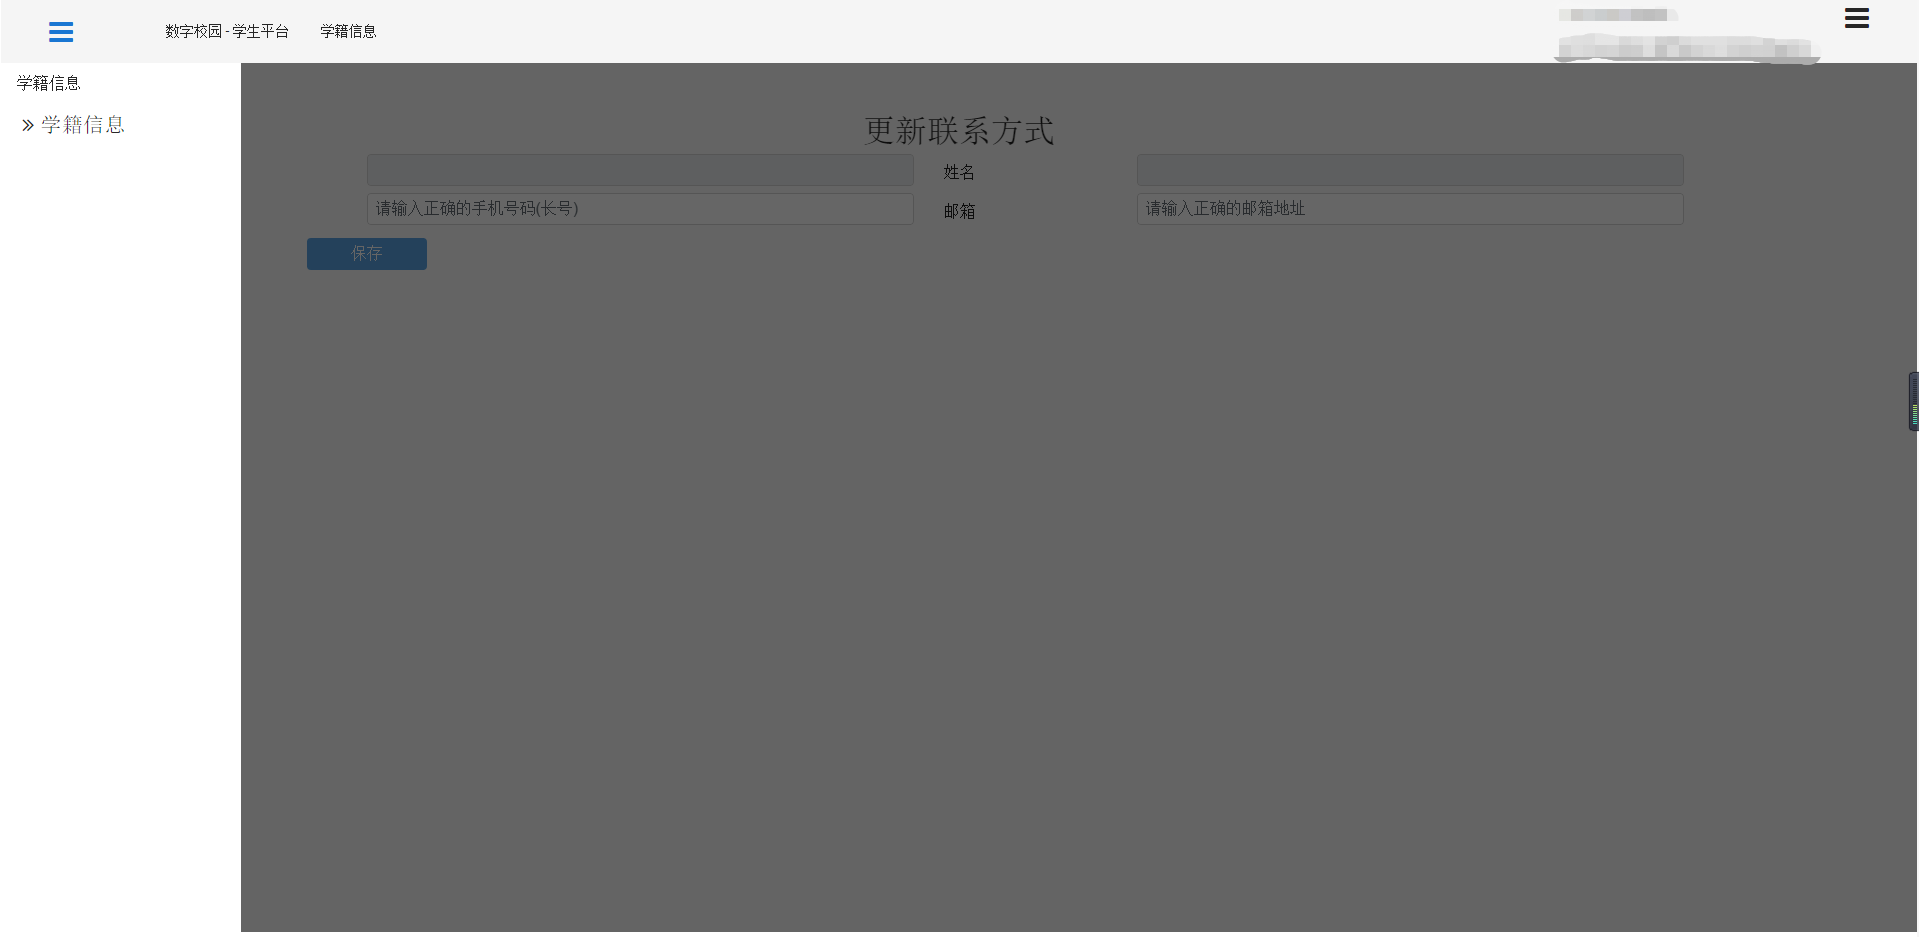 数字校园 - 学生平台 学籍信息
学籍信息
学籍信息
更新联系方式
姓名
请输入正确的手机号码(长号) 邮箱 请输入正确的邮箱地址
保存